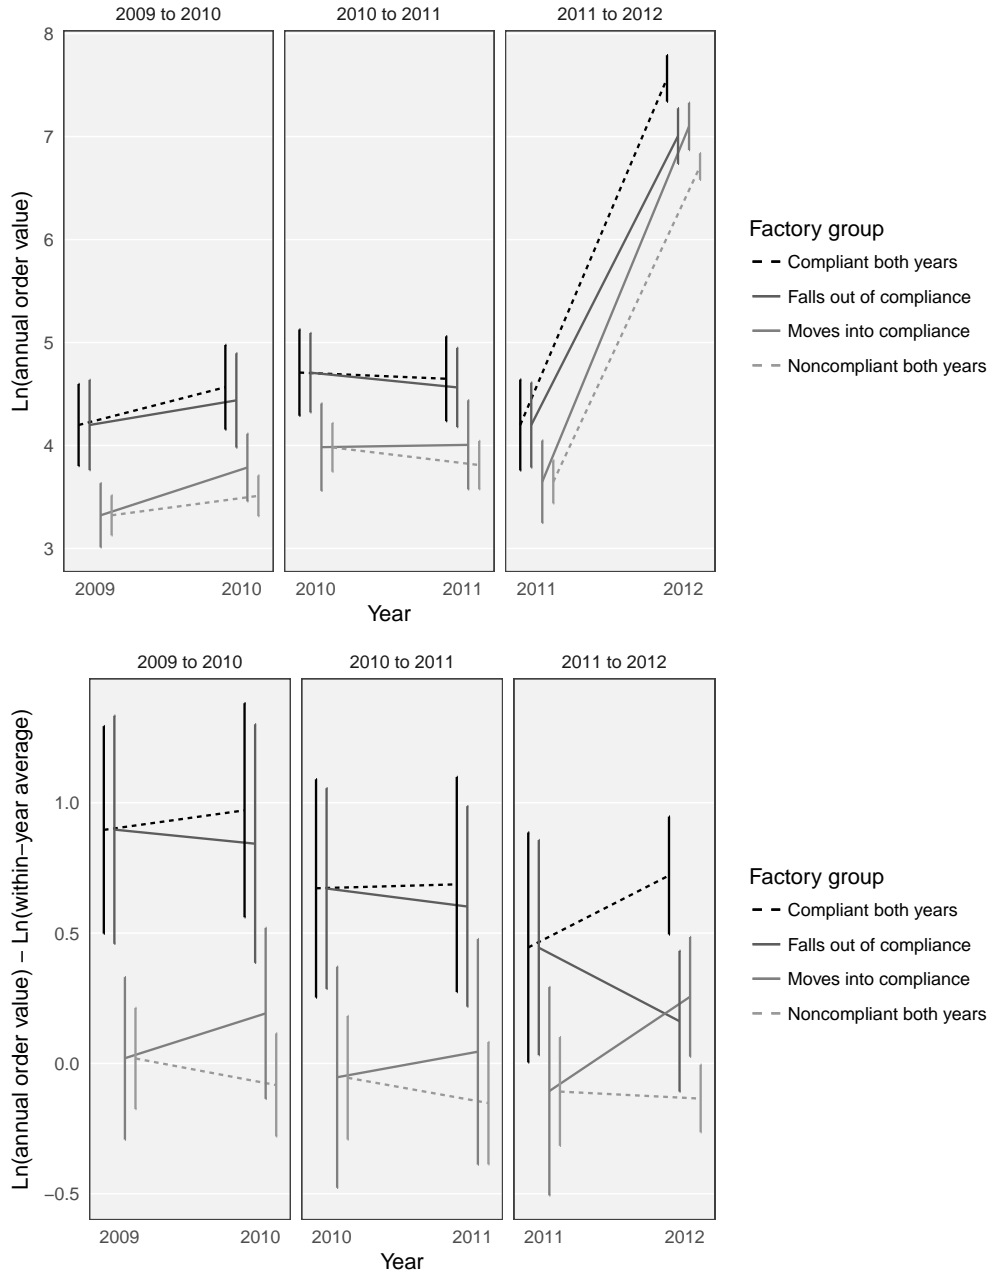 2009 to 2010
2010 to 2011
2011 to 2012
Ln(annual order value)
8
7
6
5
4
3
2009
2010
2010
2011
2011
2012
Year
Factory group
Compliant both years
Falls out of compliance
Moves into compliance
Noncompliant both years
2009 to 2010
2010 to 2011
2011 to 2012
Ln(annual order value) − Ln(within−year average)
1.0
0.5
0.0
−0.5
2009
2010
2010
2011
2011
2012
Year
Factory group
Compliant both years
Falls out of compliance
Moves into compliance
Noncompliant both years